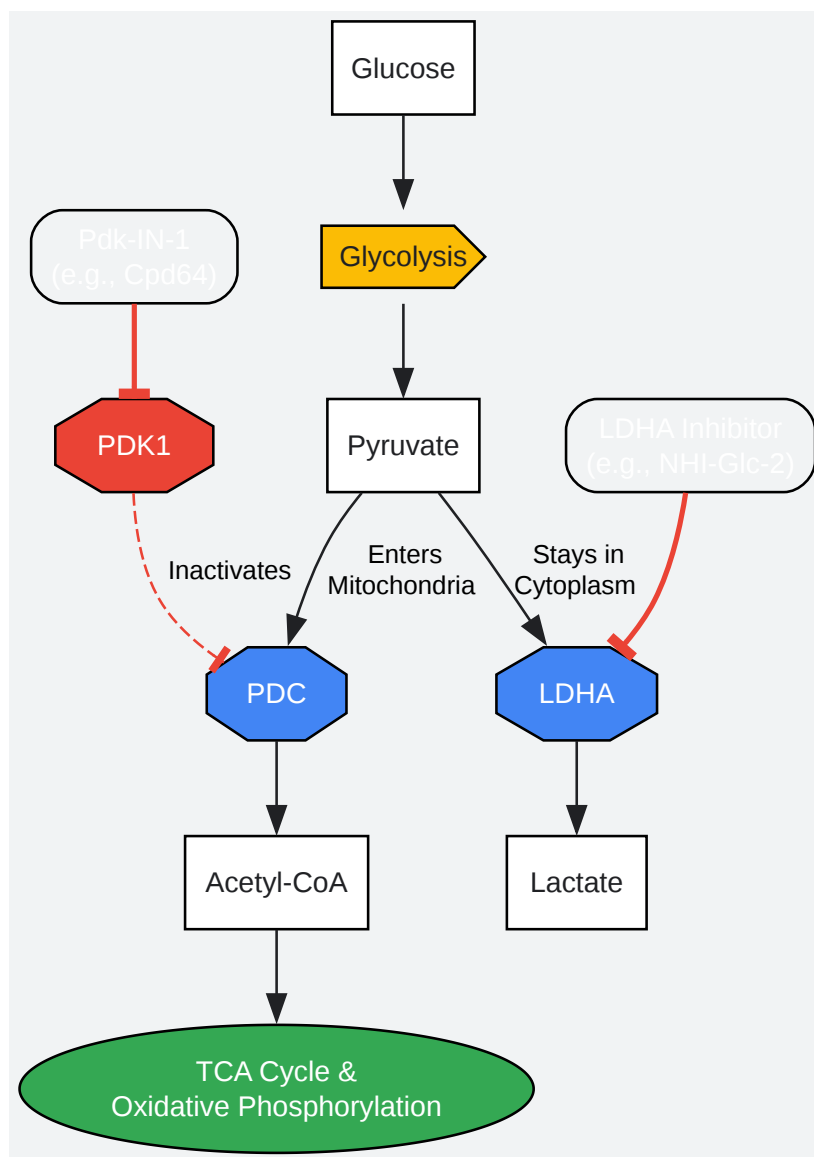 Glucose
Pdk-IN-1
(e.g., Cpd64)
Glycolysis
PDK1
Pyruvate
LDHA Inhibitor
(e.g., NHI-Glc-2)
Inactivates
Enters
Mitochondria
Stays in
Cytoplasm
PDC
LDHA
Acetyl-CoA
Lactate
TCA Cycle &
Oxidative Phosphorylation